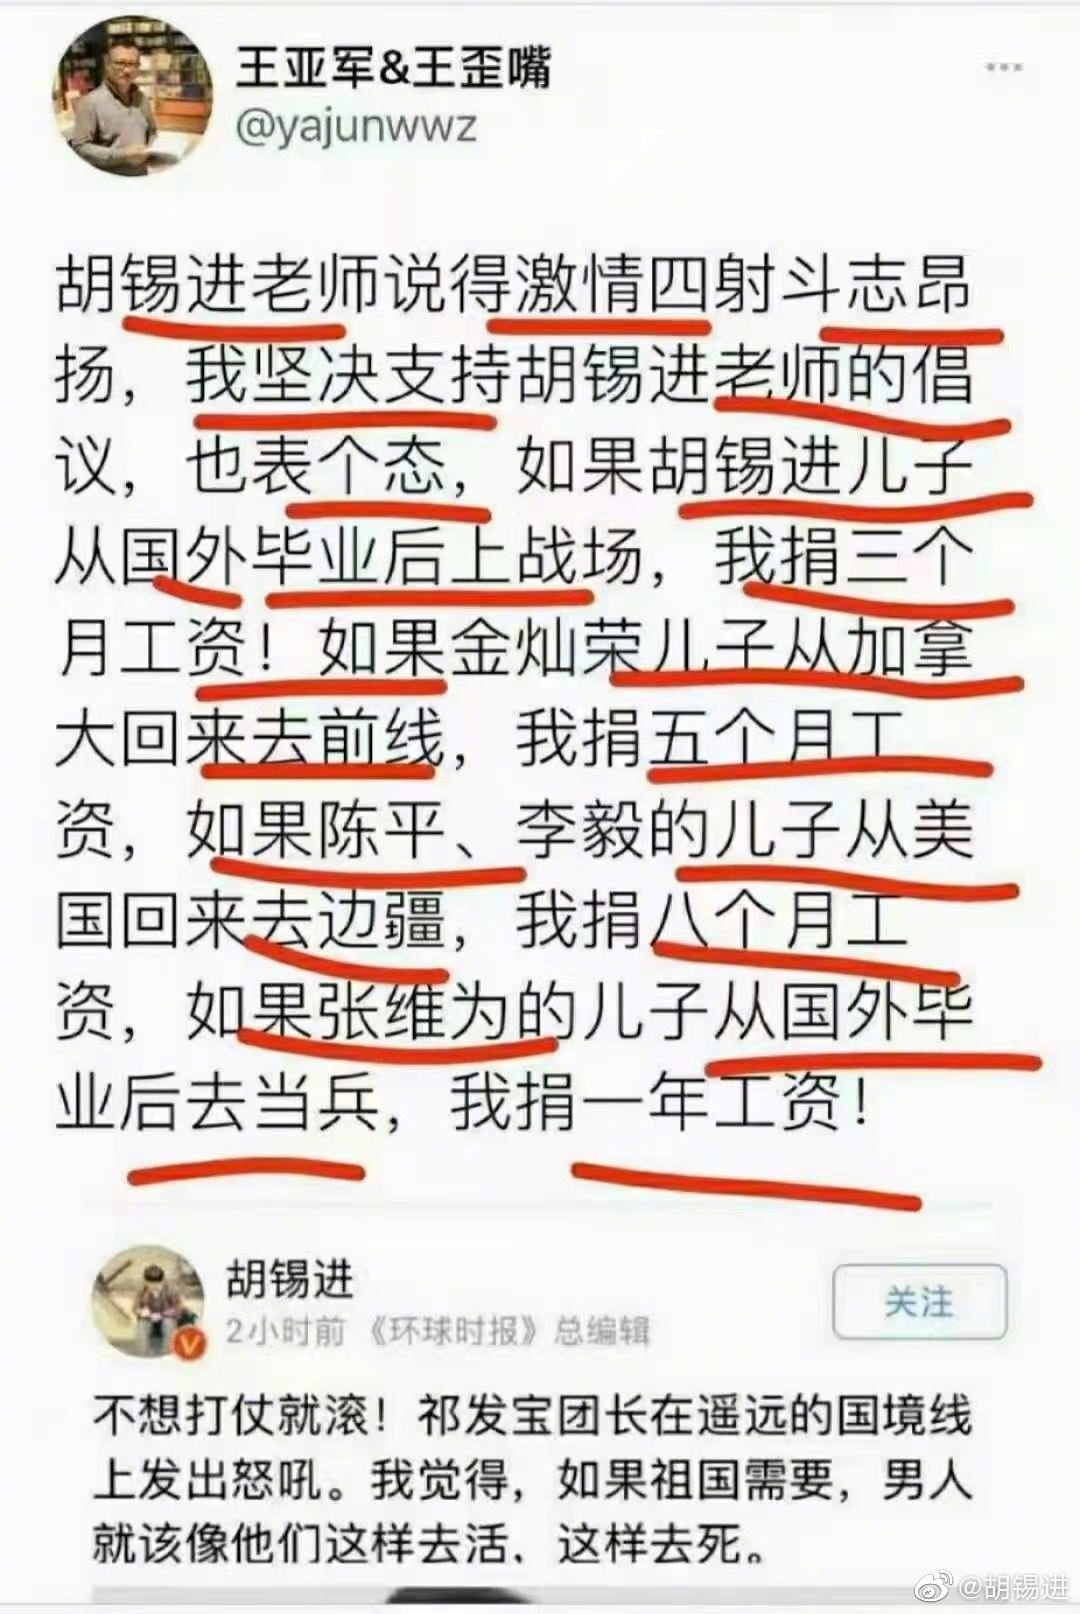 王亚军&王歪嘴
@yajunwwz
胡锡进老师说得激情四射斗志昂
扬，我坚决支持胡锡进老师的倡
议，也表个态，如果胡锡进儿子
从国外毕业后上战场，我捐三个
月工资！如果金灿荣儿子从加拿
大回来去前线，我捐五个月工
资，如果陈平、李毅的儿子从美
国回来去边疆，我捐八个月工
资，如果张维为的儿子从国外毕
业后去当兵，我捐一年工资！
胡锡进
2小时前 《环球时报》总编辑
关注
不想打仗就滚！祁发宝团长在遥远的国境线
上发出怒吼。我觉得，如果祖国需要，男人
就该像他们这样去活，这样去死。
@胡锡进